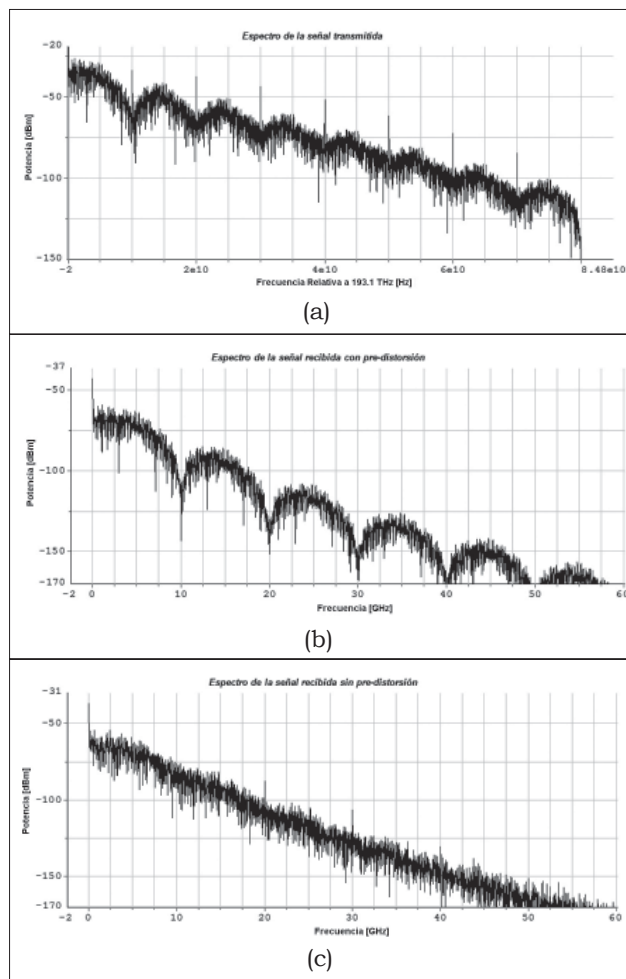 Espectro de la señal transmitida
-20
-50
-100
-150
Potencia [dBm]
-2
2e10
4e10
6e10
8.48e10
Frecuencia Relativa a 193.1 THz [Hz]
(a)
Espectro de la señal recibida con pre-distorsión
-37
-50
-100
-150
-170
Potencia [dBm]
-2 0 10 20 30 40 50 60
Frecuencia [GHz]
(b)
Espectro de la señal recibida sin pre-distorsión
-31
-50
-100
-150
-170
Potencia [dBm]
-2 0 10 20 30 40 50 60
Frecuencia [GHz]
(c)